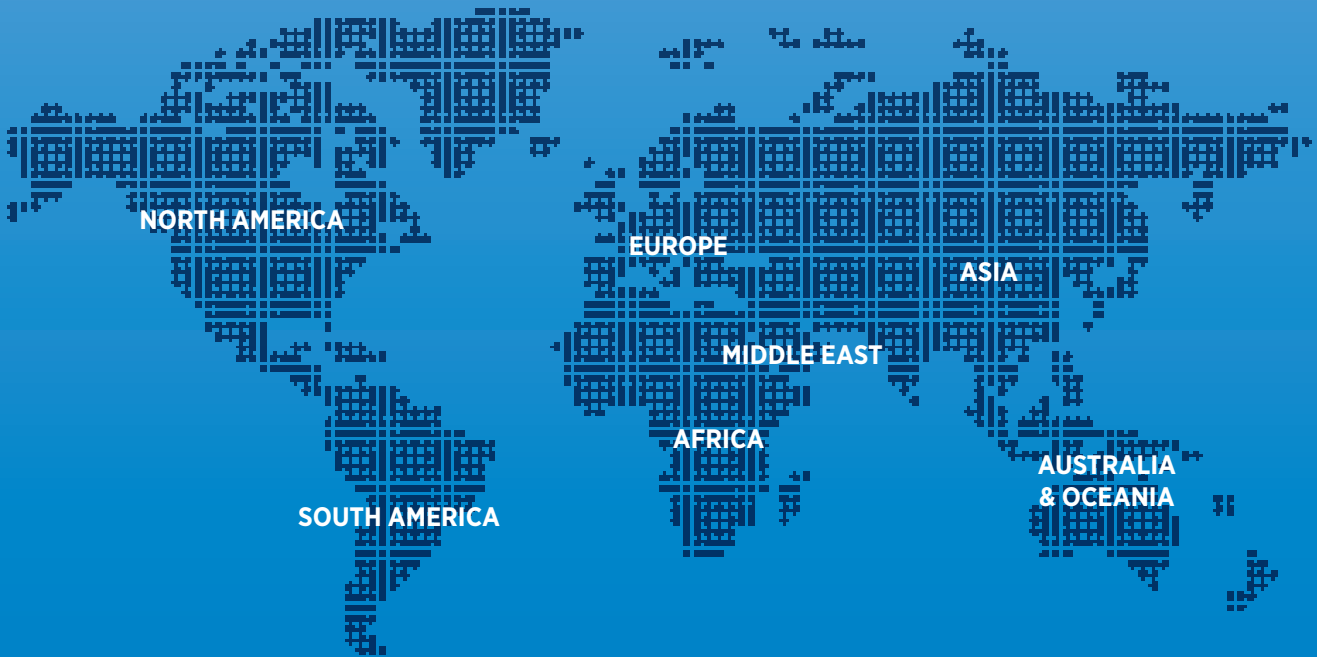 NORTH AMERICA
EUROPE
ASIA
MIDDLE EAST
AFRICA
AUSTRALIA
& OCEANIA
SOUTH AMERICA